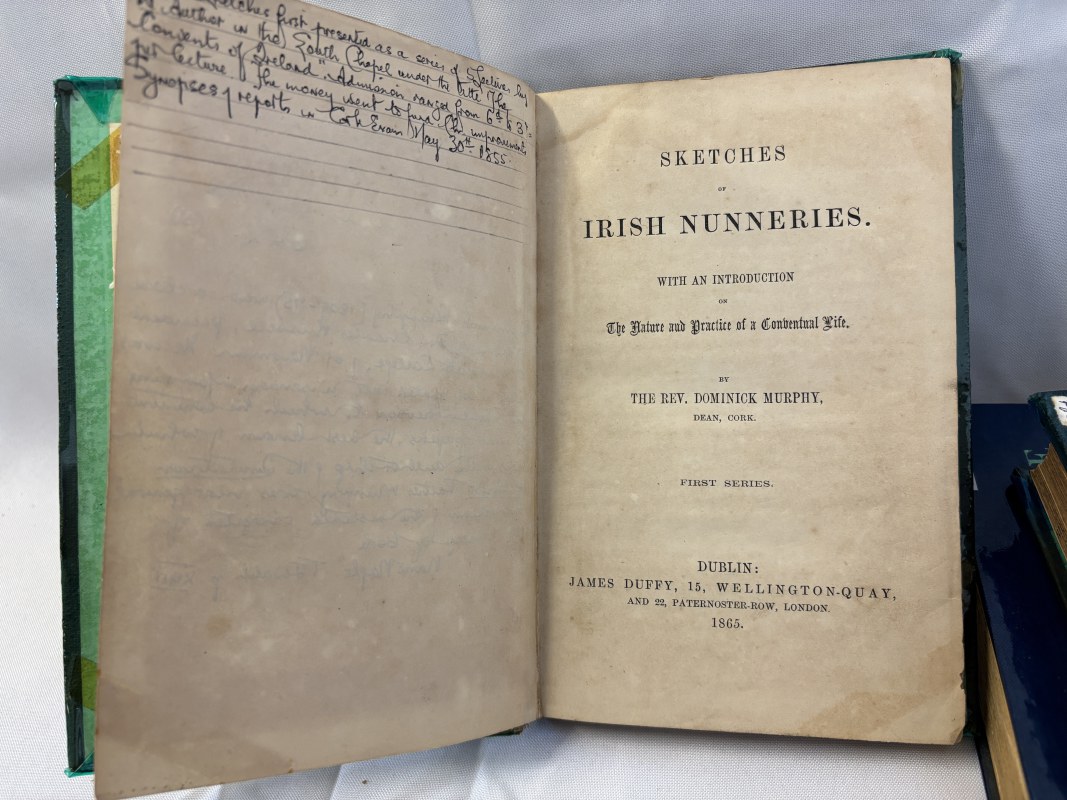 Sketches first presented as a series of lectures by
Author in the South Chapel under the title "The
Convents of Ireland". Admission ranged from 6d to 3s
per lecture. The money went to fund Ch. improvements
Synopses / reports in Cork Exam May 30th 1855.
SKETCHES
OF
IRISH NUNNERIES.
WITH AN INTRODUCTION
ON
The Nature and Practice of a Conventual Life.
BY
THE REV. DOMINICK MURPHY,
DEAN, CORK.
FIRST SERIES.
DUBLIN:
JAMES DUFFY, 15, WELLINGTON-QUAY,
AND 22, PATERNOSTER-ROW, LONDON.
1865.